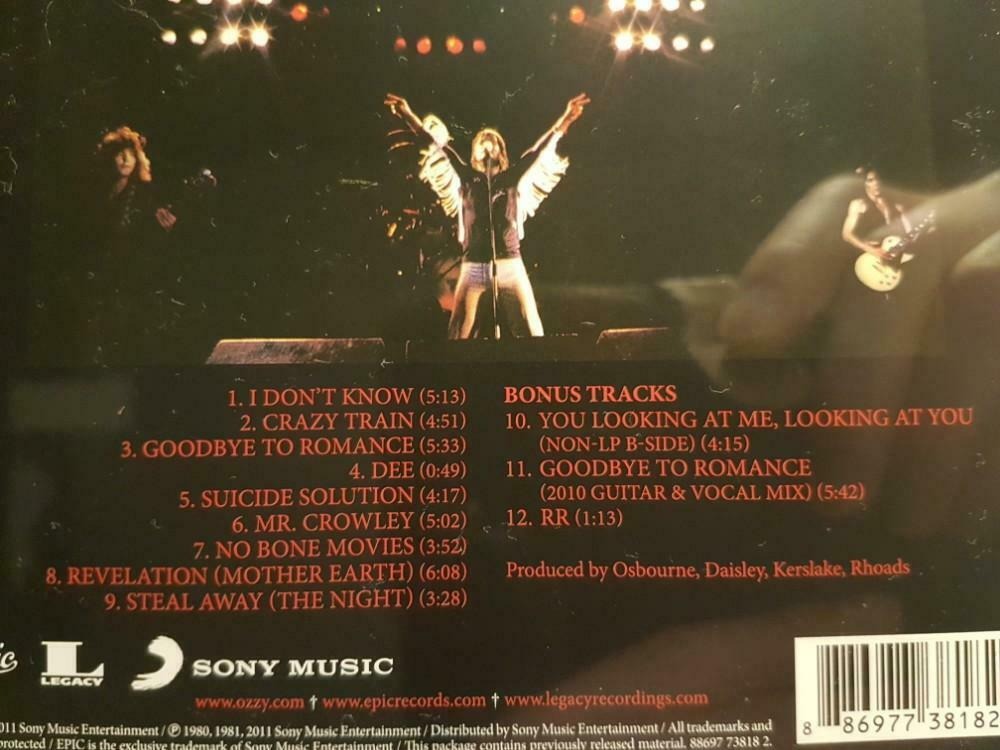 1. I DON'T KNOW (5:13)
2. CRAZY TRAIN (4:51)
3. GOODBYE TO ROMANCE (5:33)
4. DEE (0:49)
5. SUICIDE SOLUTION (4:17)
6. MR. CROWLEY (5:02)
7. NO BONE MOVIES (3:52)
8. REVELATION (MOTHER EARTH) (6:08)
9. STEAL AWAY (THE NIGHT) (3:28)
BONUS TRACKS
10. YOU LOOKING AT ME, LOOKING AT YOU
(NON-LP B-SIDE) (4:15)
11. GOODBYE TO ROMANCE
(2010 GUITAR & VOCAL MIX) (5:42)
12. RR (1:13)
Produced by Osbourne, Daisley, Kerslake, Rhoads
L
LEGACY
SONY MUSIC
www.ozzy.com † www.epicrecords.com † www.legacyrecordings.com
011 Sony Music Entertainment / ℗ 1980, 1981, 2011 Sony Music Entertainment / Distributed by Sony Music Entertainment / All trademarks and
protected / EPIC is the exclusive trademark of Sony Music Entertainment / This package contains previously released material. 88697 73818 2.
8 86977 38182